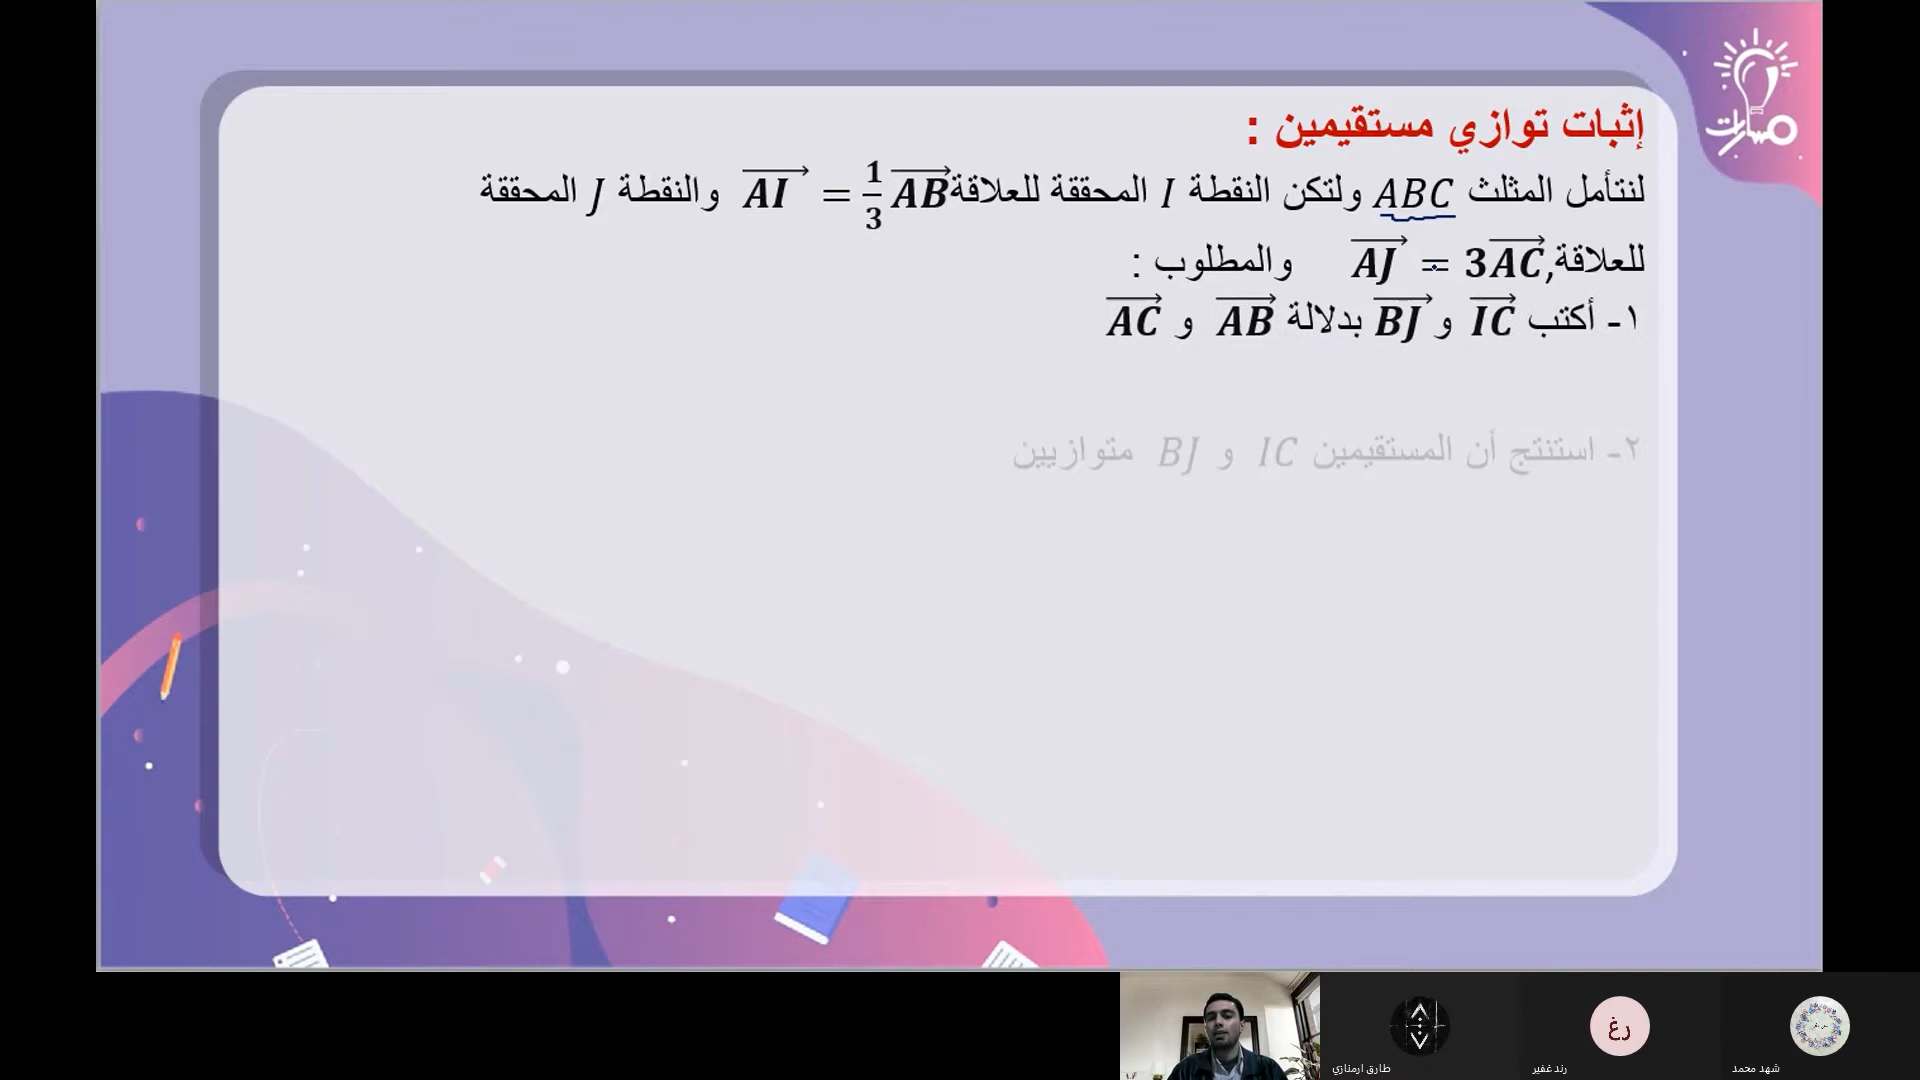 إثبات توازي مستقيمين :
لنتأمل المثلث ABC ولتكن النقطة I المحققة للعلاقة AI = 1/3 AB والنقطة J المحققة
للعلاقة, AJ = 3AC والمطلوب :
١- أكتب IC و BJ بدلالة AB و AC
٢- استنتج أن المستقيمين IC و BJ متوازيين
مسارات
طارق ارمنازي
رغ
رند غفير
شهد محمد